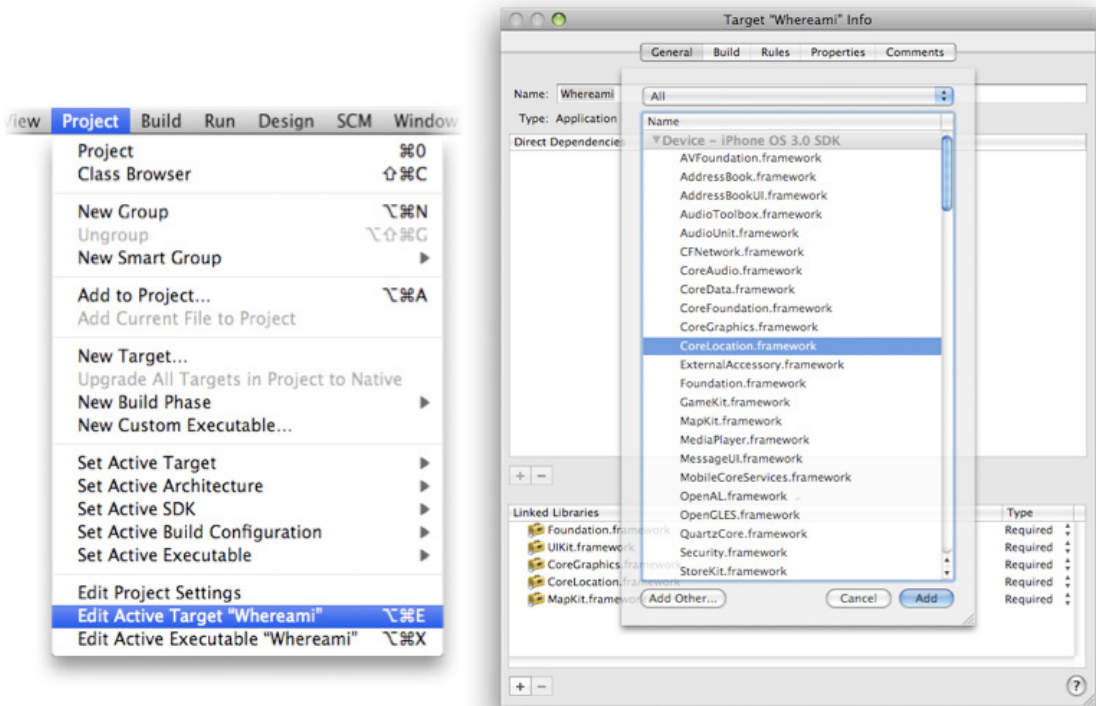 View Project Build Run Design SCM Window
Project ⌘0
Class Browser ⇧⌘C
New Group ⌥⌘N
Ungroup ⌥⇧⌘G
New Smart Group ▶
Add to Project... ⌥⌘A
Add Current File to Project
New Target...
Upgrade All Targets in Project to Native
New Build Phase ▶
New Custom Executable...
Set Active Target ▶
Set Active Architecture ▶
Set Active SDK ▶
Set Active Build Configuration ▶
Set Active Executable ▶
Edit Project Settings
Edit Active Target “Whereami” ⌥⌘E
Edit Active Executable “Whereami” ⌥⌘X
Target “Whereami” Info
General Build Rules Properties Comments
Name: Whereami
Type: Application
Direct Dependencies
All
Name
▼Device – iPhone OS 3.0 SDK
AVFoundation.framework
AddressBook.framework
AddressBookUI.framework
AudioToolbox.framework
AudioUnit.framework
CFNetwork.framework
CoreAudio.framework
CoreData.framework
CoreFoundation.framework
CoreGraphics.framework
CoreLocation.framework
ExternalAccessory.framework
Foundation.framework
GameKit.framework
MapKit.framework
MediaPlayer.framework
MessageUI.framework
MobileCoreServices.framework
OpenAL.framework
OpenGLES.framework
QuartzCore.framework
Security.framework
StoreKit.framework
Add Other... Cancel Add
+ −
Linked Libraries Type
Foundation.framework Required
UIKit.framework Required
CoreGraphics.framework Required
CoreLocation.framework Required
MapKit.framework Required
+ − ?